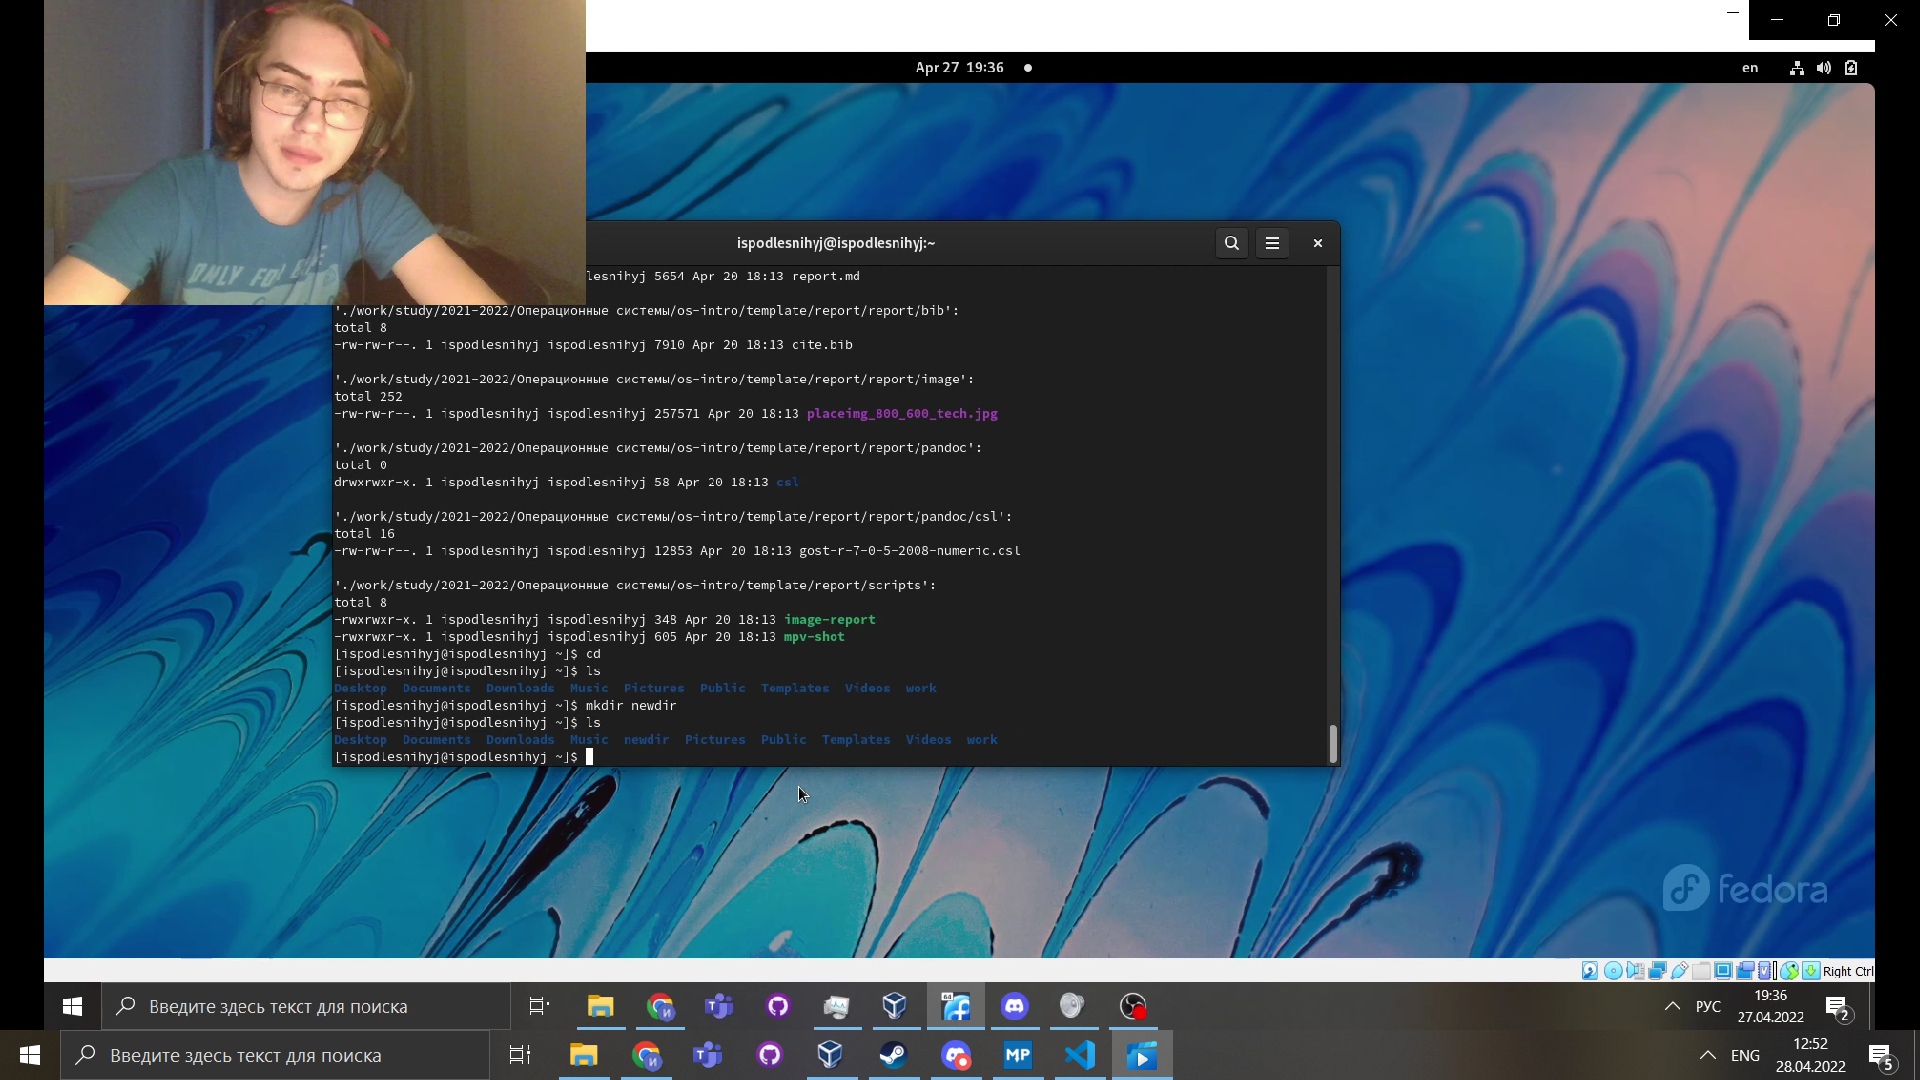 Apr 27 19:36
en
ispodlesnihyj@ispodlesnihyj:~
ONLY FO
lesnihyj 5654 Apr 20 18:13 report.md
'./work/study/2021-2022/Операционные системы/os-intro/template/report/report/bib':
total 8
-rw-rw-r--. 1 ispodlesnihyj ispodlesnihyj 7910 Apr 20 18:13 cite.bib
'./work/study/2021-2022/Операционные системы/os-intro/template/report/report/image':
total 252
-rw-rw-r--. 1 ispodlesnihyj ispodlesnihyj 257571 Apr 20 18:13 placeimg_800_600_tech.jpg
'./work/study/2021-2022/Операционные системы/os-intro/template/report/report/pandoc':
total 0
drwxrwxr-x. 1 ispodlesnihyj ispodlesnihyj 58 Apr 20 18:13 csl
'./work/study/2021-2022/Операционные системы/os-intro/template/report/report/pandoc/csl':
total 16
-rw-rw-r--. 1 ispodlesnihyj ispodlesnihyj 12853 Apr 20 18:13 gost-r-7-0-5-2008-numeric.csl
'./work/study/2021-2022/Операционные системы/os-intro/template/report/scripts':
total 8
-rwxrwxr-x. 1 ispodlesnihyj ispodlesnihyj 348 Apr 20 18:13 image-report
-rwxrwxr-x. 1 ispodlesnihyj ispodlesnihyj 605 Apr 20 18:13 mpv-shot
[ispodlesnihyj@ispodlesnihyj ~]$ cd
[ispodlesnihyj@ispodlesnihyj ~]$ ls
Desktop Documents Downloads Music Pictures Public Templates Videos work
[ispodlesnihyj@ispodlesnihyj ~]$ mkdir newdir
[ispodlesnihyj@ispodlesnihyj ~]$ ls
Desktop Documents Downloads Music newdir Pictures Public Templates Videos work
[ispodlesnihyj@ispodlesnihyj ~]$
fedora
Right Ctrl
Введите здесь текст для поиска
РУС
19:36
27.04.2022
2
Введите здесь текст для поиска
MP
ENG
12:52
28.04.2022
5